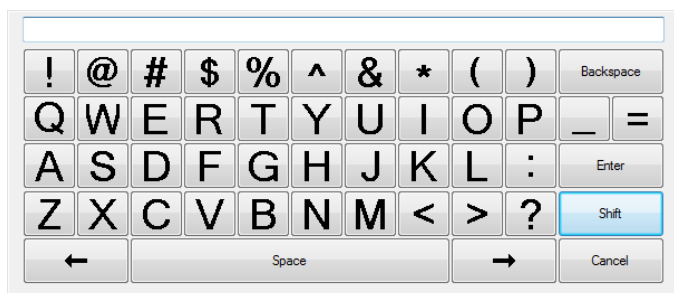 ! @ # $ % ^ & * ( ) Backspace
Q W E R T Y U I O P _ =
A S D F G H J K L : Enter
Z X C V B N M < > ? Shift
← Space → Cancel